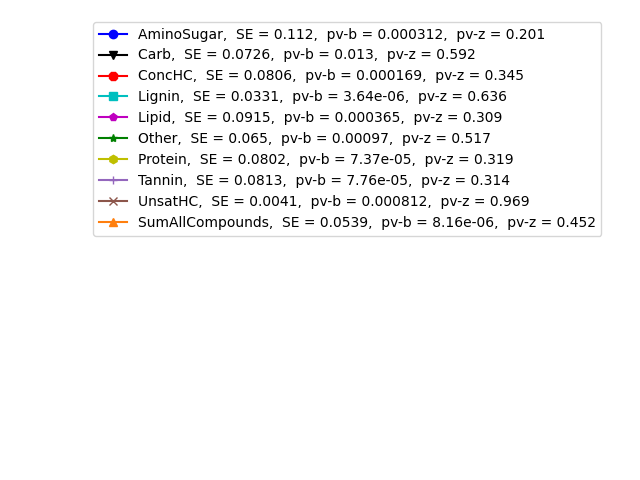 AminoSugar,  SE = 0.112,  pv-b = 0.000312,  pv-z = 0.201
Carb,  SE = 0.0726,  pv-b = 0.013,  pv-z = 0.592
ConcHC,  SE = 0.0806,  pv-b = 0.000169,  pv-z = 0.345
Lignin,  SE = 0.0331,  pv-b = 3.64e-06,  pv-z = 0.636
Lipid,  SE = 0.0915,  pv-b = 0.000365,  pv-z = 0.309
Other,  SE = 0.065,  pv-b = 0.00097,  pv-z = 0.517
Protein,  SE = 0.0802,  pv-b = 7.37e-05,  pv-z = 0.319
Tannin,  SE = 0.0813,  pv-b = 7.76e-05,  pv-z = 0.314
UnsatHC,  SE = 0.0041,  pv-b = 0.000812,  pv-z = 0.969
SumAllCompounds,  SE = 0.0539,  pv-b = 8.16e-06,  pv-z = 0.452